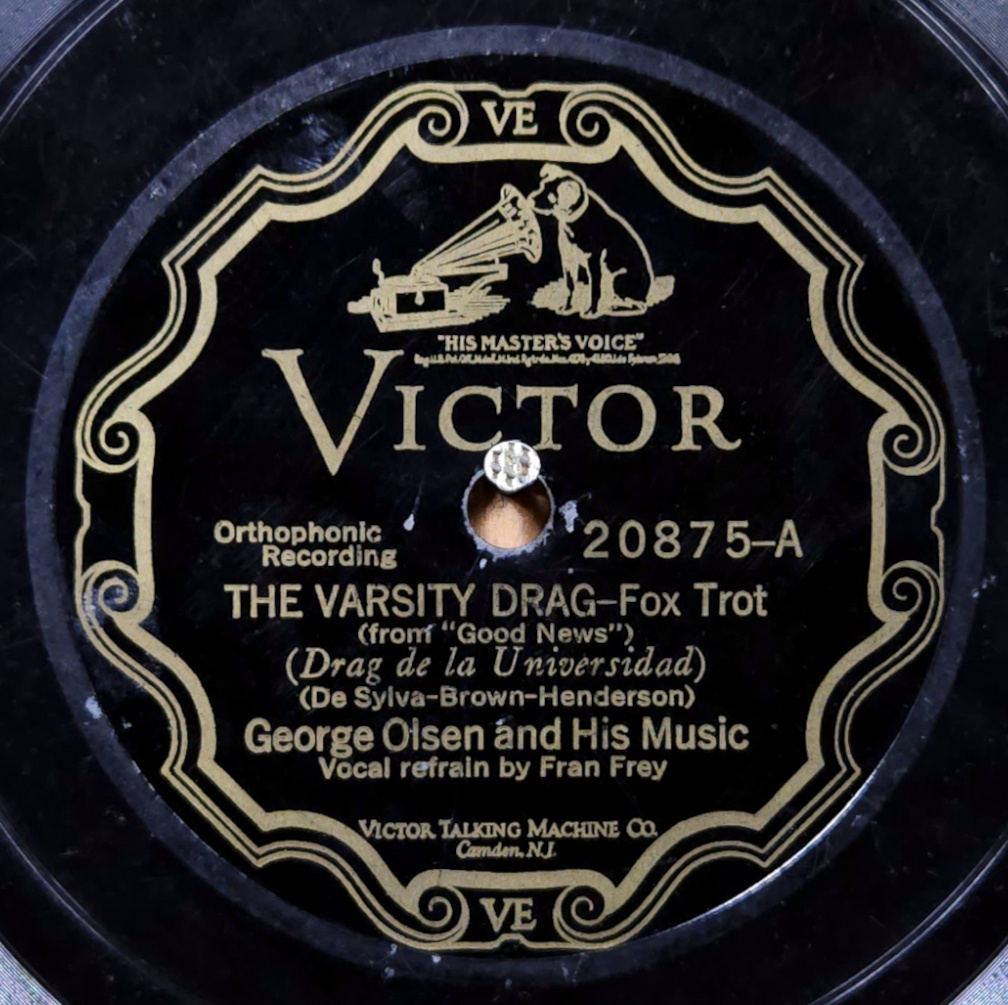 VE
"HIS MASTER'S VOICE"
VICTOR
Orthophonic
Recording
20875-A
THE VARSITY DRAG-Fox Trot
(from "Good News")
(Drag de la Universidad)
(De Sylva-Brown-Henderson)
George Olsen and His Music
Vocal refrain by Fran Frey
VICTOR TALKING MACHINE CO.
Camden, N.J.
VE